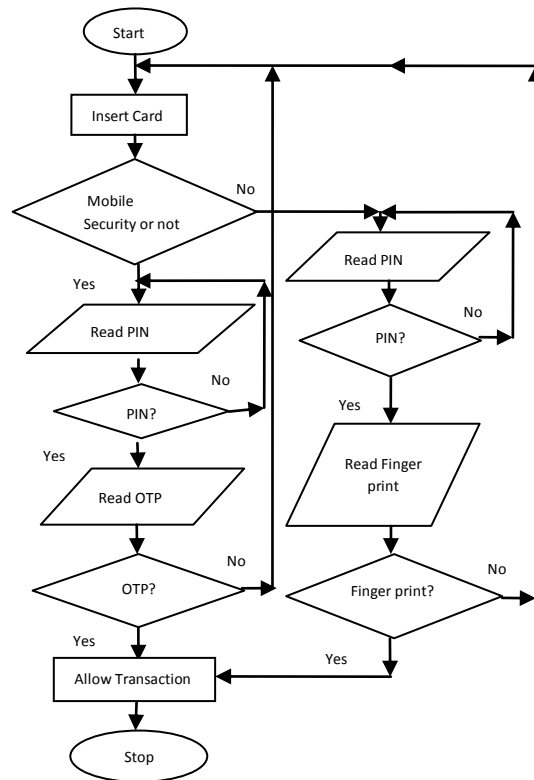 Start
Insert Card
Mobile
Security or not
No
Yes
Read PIN
PIN?
No
Yes
Read OTP
OTP?
No
Yes
Allow Transaction
Stop
Read PIN
PIN?
No
Yes
Read Finger
print
Finger print?
No
Yes